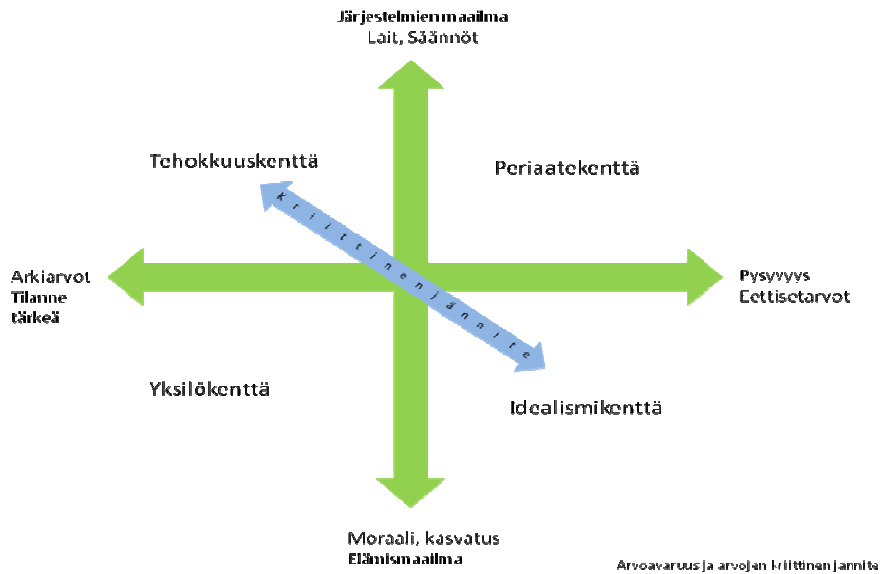 Järjestelmien maailma
Lait, Säännöt
Tehokkuuskenttä
Periaatekenttä
Kriittinen jännite
Arkiarvot
Tilanne
tärkeä
Pysyvyys
Eettisetarvot
Yksilökenttä
Idealismikenttä
Moraali, kasvatus
Elämismaailma
Arvoavaruus ja arvojen kriittinen jannite